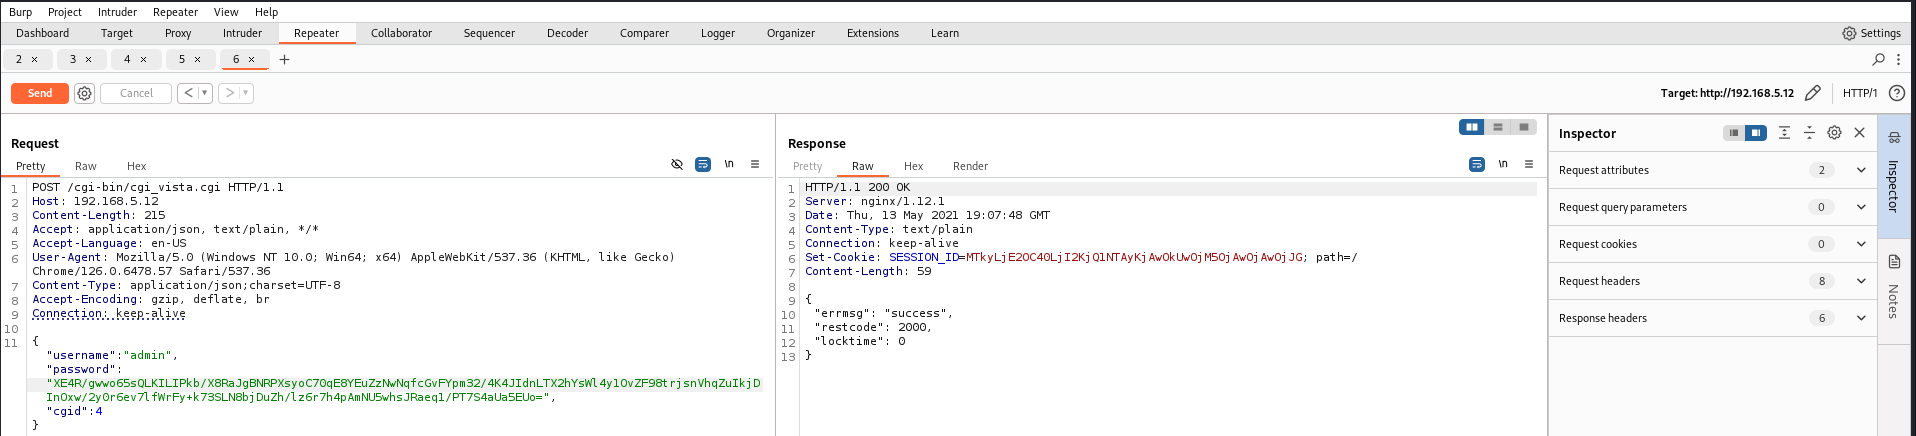 Burp Project Intruder Repeater View Help
Dashboard Target Proxy Intruder Repeater Collaborator Sequencer Decoder Comparer Logger Organizer Extensions Learn Settings
2 × 3 × 4 × 5 × 6 × +
Send Cancel < > Target: http://192.168.5.12 HTTP/1 ?
Request
Pretty Raw Hex \n
1 POST /cgi-bin/cgi_vista.cgi HTTP/1.1
2 Host: 192.168.5.12
3 Content-Length: 215
4 Accept: application/json, text/plain, */*
5 Accept-Language: en-US
6 User-Agent: Mozilla/5.0 (Windows NT 10.0; Win64; x64) AppleWebKit/537.36 (KHTML, like Gecko)
Chrome/126.0.6478.57 Safari/537.36
7 Content-Type: application/json;charset=UTF-8
8 Accept-Encoding: gzip, deflate, br
9 Connection: keep-alive
10
11 {
"username":"admin",
"password":
"XE4R/gwwo65sQLKILIPkb/X8RaJgBNRPXsyoC70qE8YEuZzNwNqfcGvFYpm32/4K4JIdnLTX2hYsWl4y1OvZF98trjsnVhqZuIkjD
InOxw/2y0r6ev7lfWrFy+k73SLN8bjDuZh/lz6r7h4pAmNU5whsJRaeq1/PT7S4aUa5EUo=",
"cgid":4
}
Response
Pretty Raw Hex Render \n
1 HTTP/1.1 200 OK
2 Server: nginx/1.12.1
3 Date: Thu, 13 May 2021 19:07:48 GMT
4 Content-Type: text/plain
5 Connection: keep-alive
6 Set-Cookie: SESSION_ID=MTkyLjE2OC40LjI2KjQ1NTAyKjAwOkUwOjM5OjAwOjAwOjJG; path=/
7 Content-Length: 59
8
9 {
10 "errmsg": "success",
11 "restcode": 2000,
12 "locktime": 0
13 }
Inspector
Request attributes 2
Request query parameters 0
Request cookies 0
Request headers 8
Response headers 6
Inspector
Notes